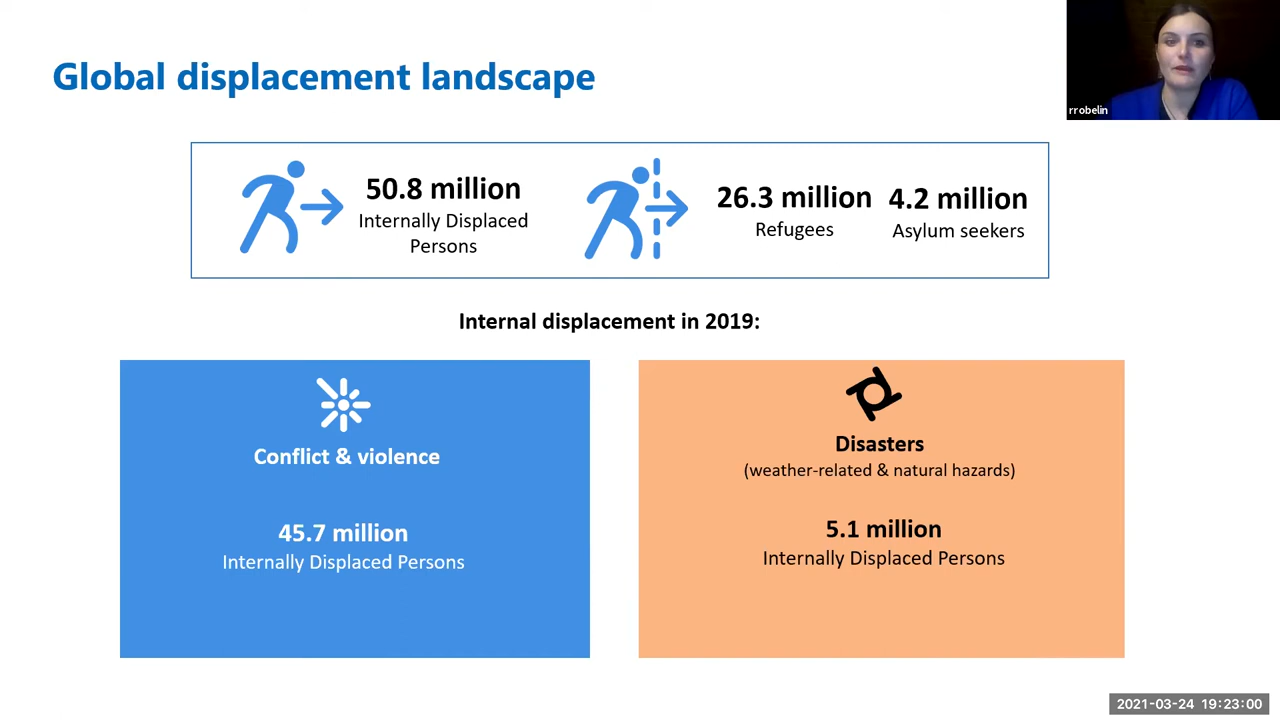 Global displacement landscape
rrobelin
50.8 million
Internally Displaced
Persons
26.3 million
Refugees
4.2 million
Asylum seekers
Internal displacement in 2019:
Conflict & violence
45.7 million
Internally Displaced Persons
Disasters
(weather-related & natural hazards)
5.1 million
Internally Displaced Persons
2021-03-24 19:23:00